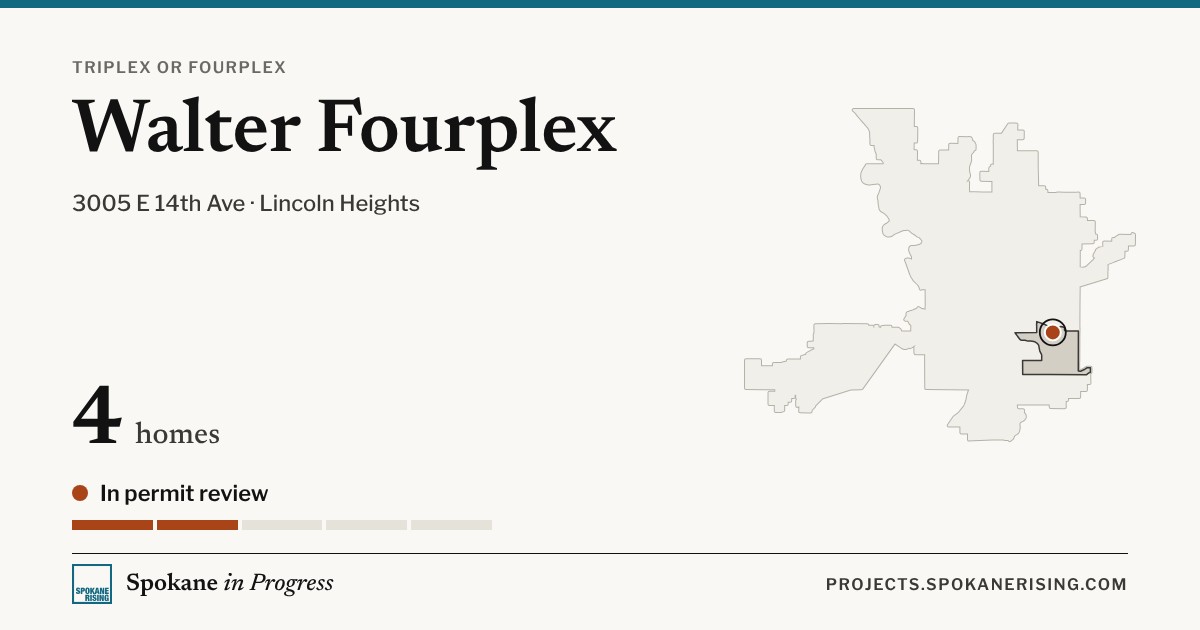 TRIPLEX OR FOURPLEX
Walter Fourplex
3005 E 14th Ave · Lincoln Heights
4 homes
In permit review
SPOKANE
RISING
Spokane in Progress
PROJECTS.SPOKANERISING.COM